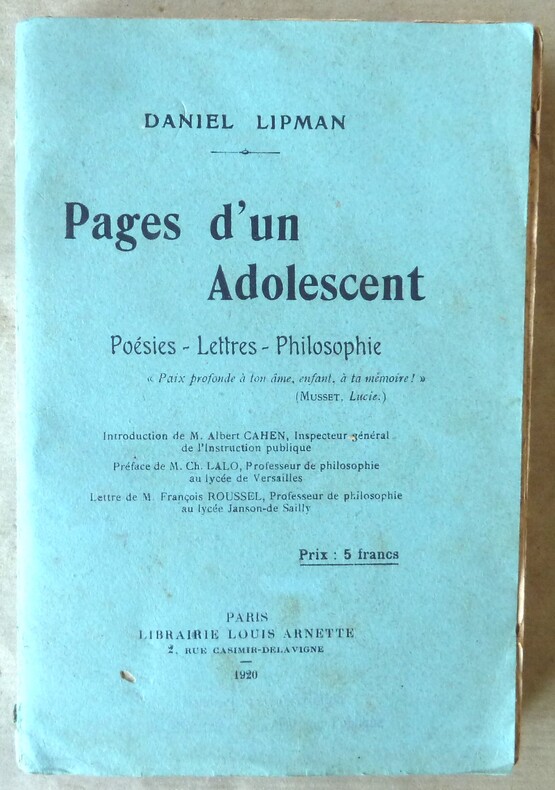 DANIEL LIPMAN
Pages d'un
Adolescent
Poésies - Lettres - Philosophie
« Paix profonde à ton âme, enfant, à ta mémoire! »
(MUSSET, Lucie.)
Introduction de M. Albert CAHEN, Inspecteur général
de l'Instruction publique
Préface de M. Ch. LALO, Professeur de philosophie
au lycée de Versailles
Lettre de M. François ROUSSEL, Professeur de philosophie
au lycée Janson-de Sailly
Prix : 5 francs
PARIS
LIBRAIRIE LOUIS ARNETTE
2, RUE CASIMIR-DELAVIGNE
1920